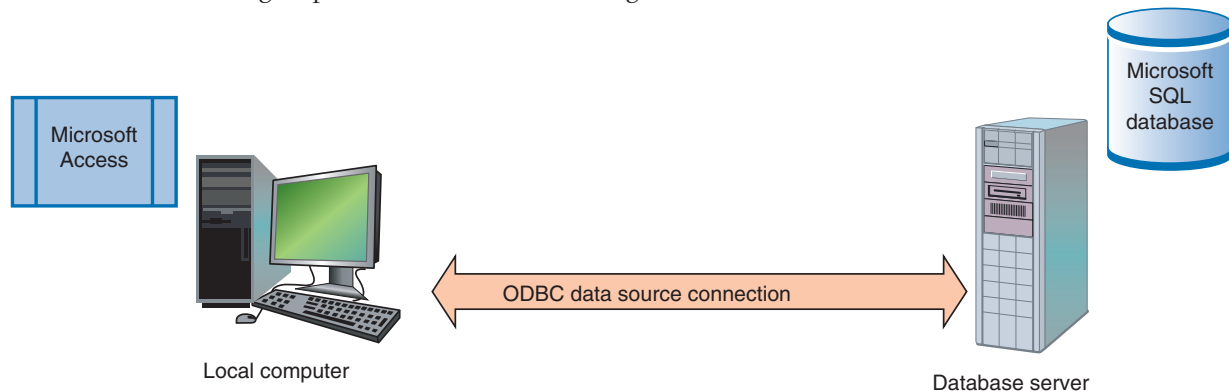 Microsoft
Access
Microsoft
SQL
database
ODBC data source connection
Local computer
Database server